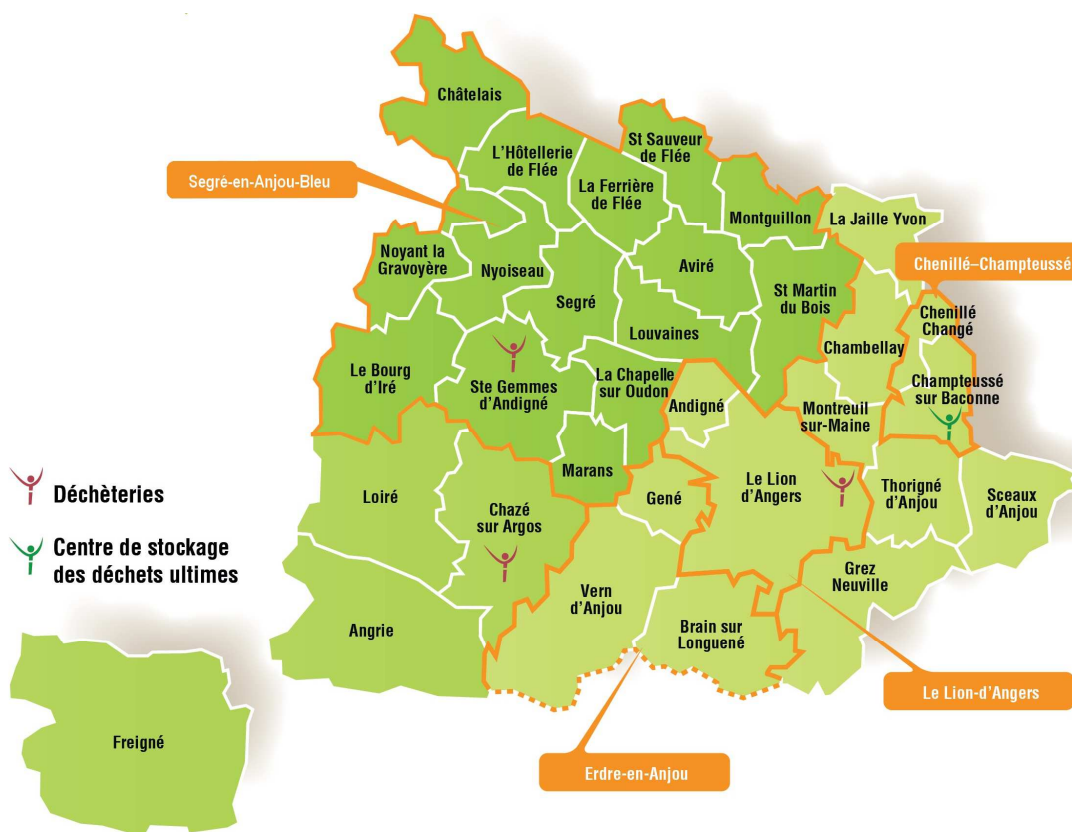 Châtelais
L'Hôtellerie
de Flée
St Sauveur
de Flée
Segré-en-Anjou-Bleu
La Ferrière
de Flée
Montguillon
La Jaille Yvon
Noyant la
Gravoyère
Nyoiseau
Aviré
Chenillé–Champteussé
Segré
St Martin
du Bois
Chenillé
Changé
Louvaines
Chambellay
Le Bourg
d'Iré
Ste Gemmes
d'Andigné
La Chapelle
sur Oudon
Andigné
Champteussé
sur Baconne
Montreuil
sur-Maine
Marans
Déchèteries
Loiré
Chazé
sur Argos
Gené
Le Lion
d'Angers
Thorigné
d'Anjou
Sceaux
d'Anjou
Centre de stockage
des déchets ultimes
Grez
Neuville
Vern
d'Anjou
Angrie
Brain sur
Longuené
Le Lion-d'Angers
Freigné
Erdre-en-Anjou